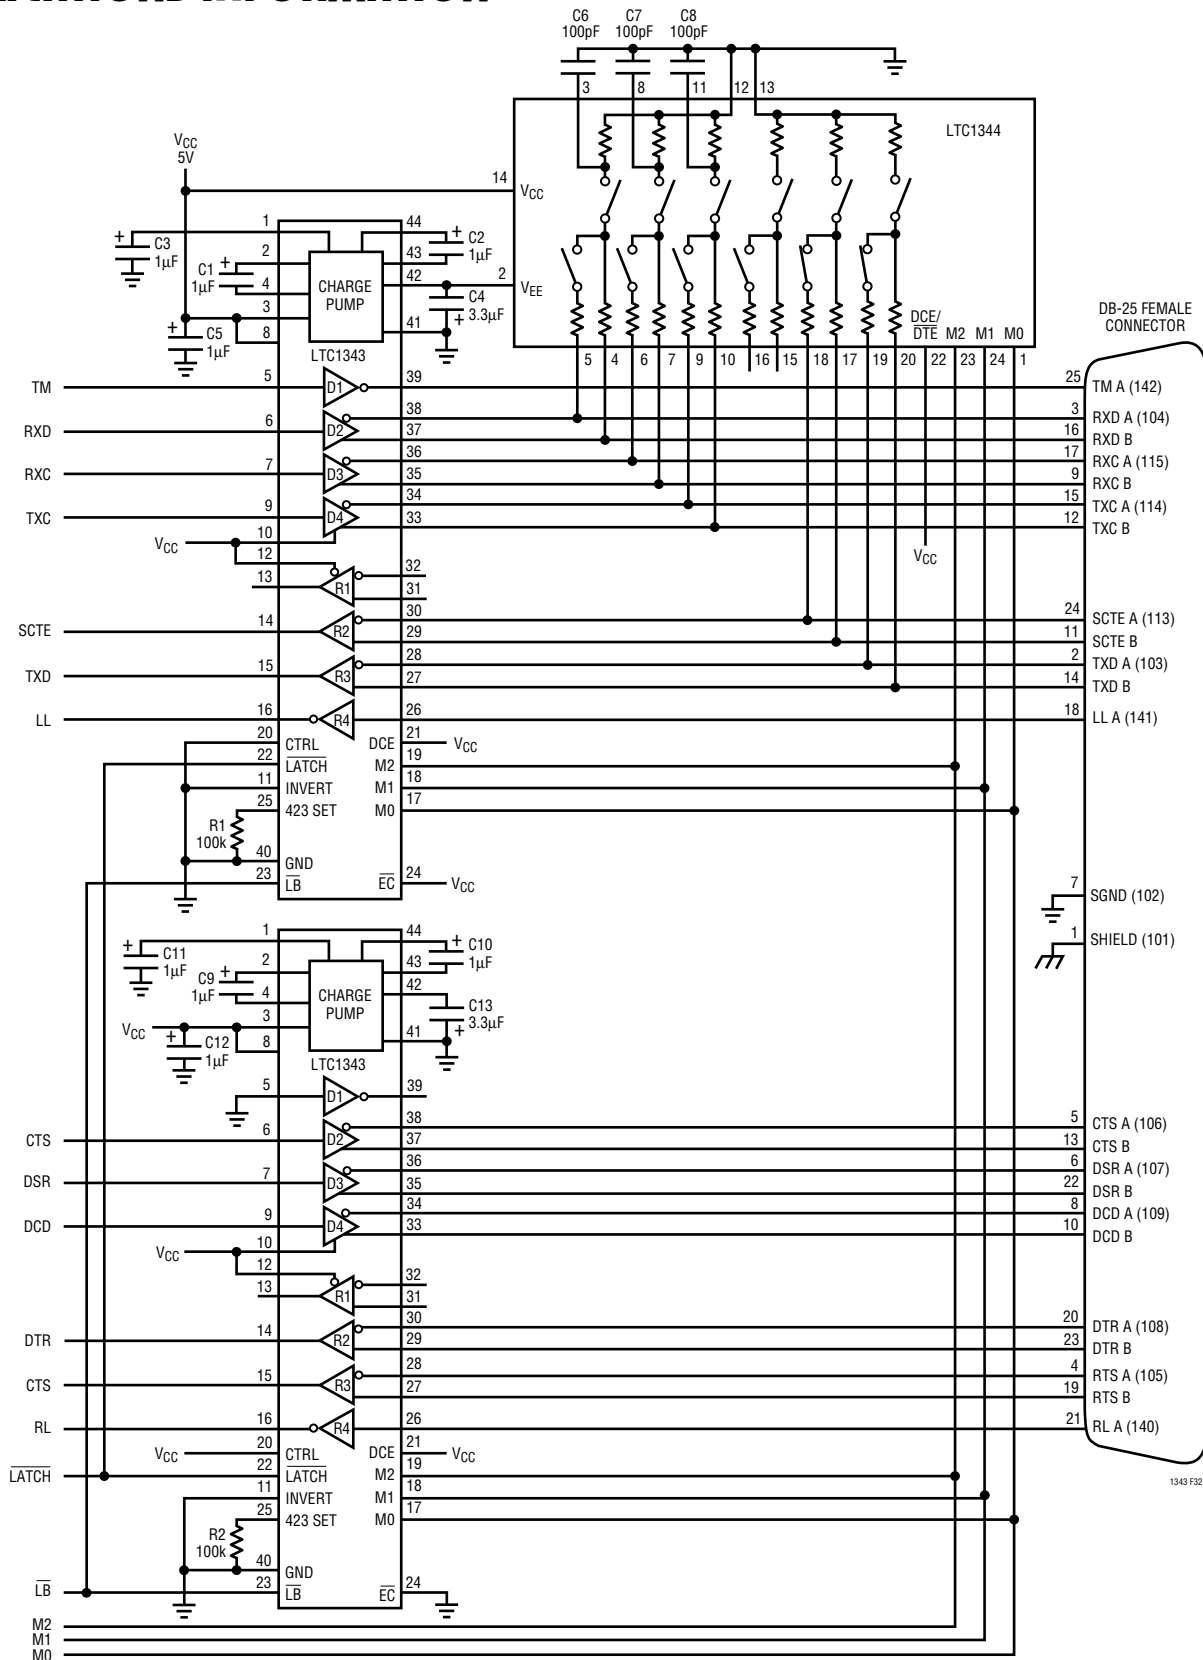 C6
100pF
C7
100pF
C8
100pF
3
8
11
12
13
LTC1344
VCC
5V
14
VCC
1
44
C3
1µF
+
C2
1µF
+
2
43
C1
1µF
+
4
42
2
VEE
CHARGE
PUMP
C4
3.3µF
+
3
C5
1µF
+
8
41
LTC1343
DCE/
DTE
M2
M1
M0
5
4
6
7
9
10
16
15
18
17
19
20
22
23
24
1
DB-25 FEMALE
CONNECTOR
TM
5
D1
39
25
TM A (142)
RXD
6
D2
38
3
RXD A (104)
37
16
RXD B
RXC
7
D3
36
17
RXC A (115)
35
9
RXC B
TXC
9
D4
34
15
TXC A (114)
33
12
TXC B
VCC
10
VCC
12
13
R1
32
31
SCTE
14
R2
30
24
SCTE A (113)
29
11
SCTE B
TXD
15
R3
28
2
TXD A (103)
27
14
TXD B
LL
16
R4
26
18
LL A (141)
20
CTRL
DCE
21
VCC
22
LATCH
M2
19
11
INVERT
M1
18
25
423 SET
M0
17
R1
100k
40
GND
23
LB
EC
24
VCC
7
SGND (102)
1
SHIELD (101)
1
44
C11
1µF
+
C10
1µF
+
2
43
C9
1µF
+
4
42
CHARGE
PUMP
C13
3.3µF
+
VCC
3
C12
1µF
+
8
41
LTC1343
5
D1
39
CTS
6
D2
38
5
CTS A (106)
37
13
CTS B
DSR
7
D3
36
6
DSR A (107)
35
22
DSR B
DCD
9
D4
34
8
DCD A (109)
33
10
DCD B
VCC
10
12
13
R1
32
31
DTR
14
R2
30
20
DTR A (108)
29
23
DTR B
CTS
15
R3
28
4
RTS A (105)
27
19
RTS B
RL
16
R4
26
21
RL A (140)
VCC
20
CTRL
DCE
21
VCC
LATCH
22
LATCH
M2
19
11
INVERT
M1
18
25
423 SET
M0
17
R2
100k
40
GND
LB
23
LB
EC
24
M2
M1
M0
1343 F32